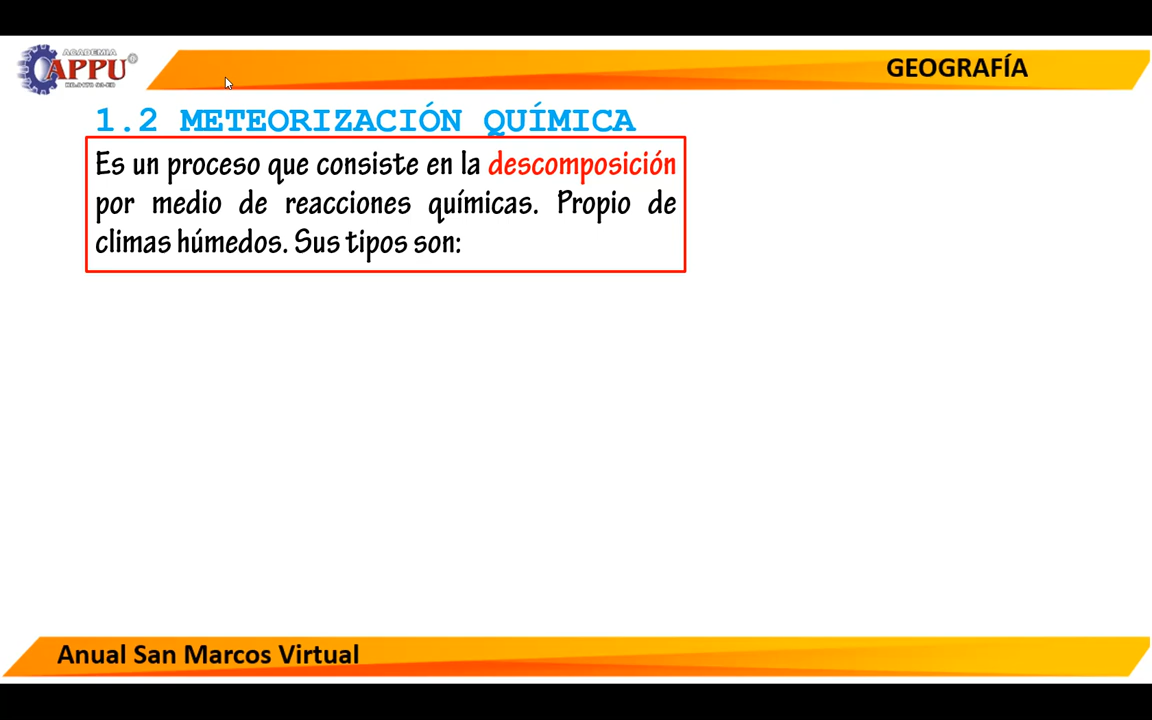 ACADEMIA
APPU
GEOGRAFÍA
1.2 METEORIZACIÓN QUÍMICA
Es un proceso que consiste en la descomposición
por medio de reacciones químicas. Propio de
climas húmedos. Sus tipos son:
Anual San Marcos Virtual